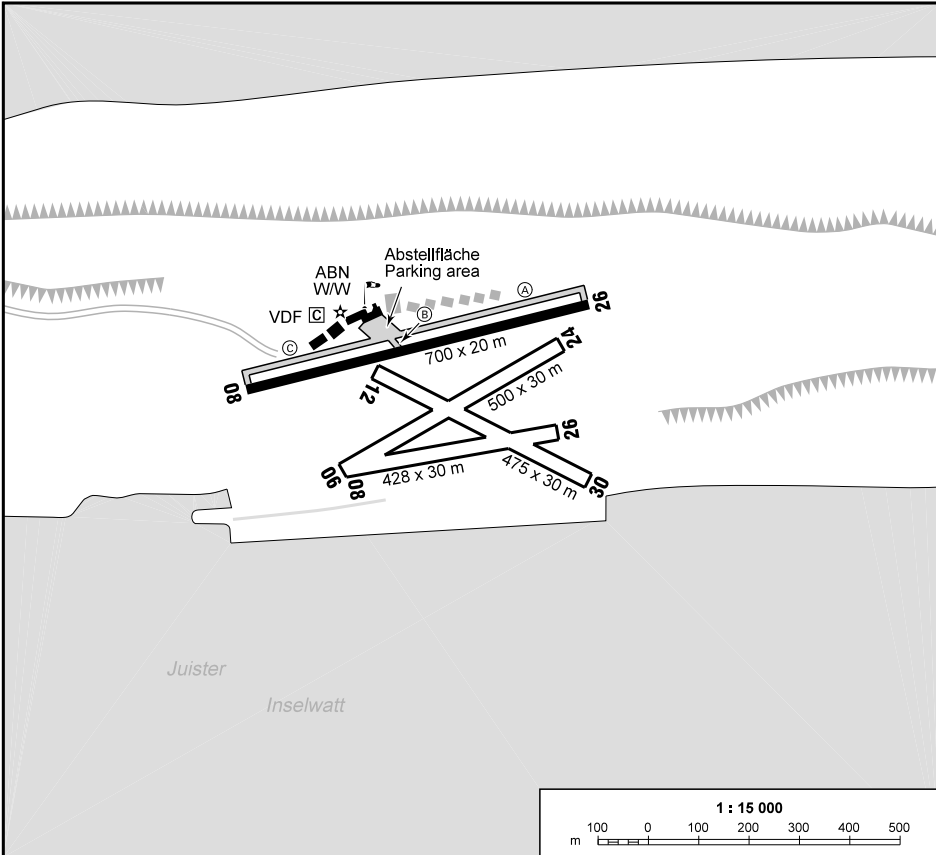 Abstellfläche
Parking area
ABN
W/W
VDF C
A
B
C
26
08
700 x 20 m
12
24
500 x 30 m
26
06
08
428 x 30 m
475 x 30 m
30
Juister
Inselwatt
1 : 15 000
m 100 0 100 200 300 400 500